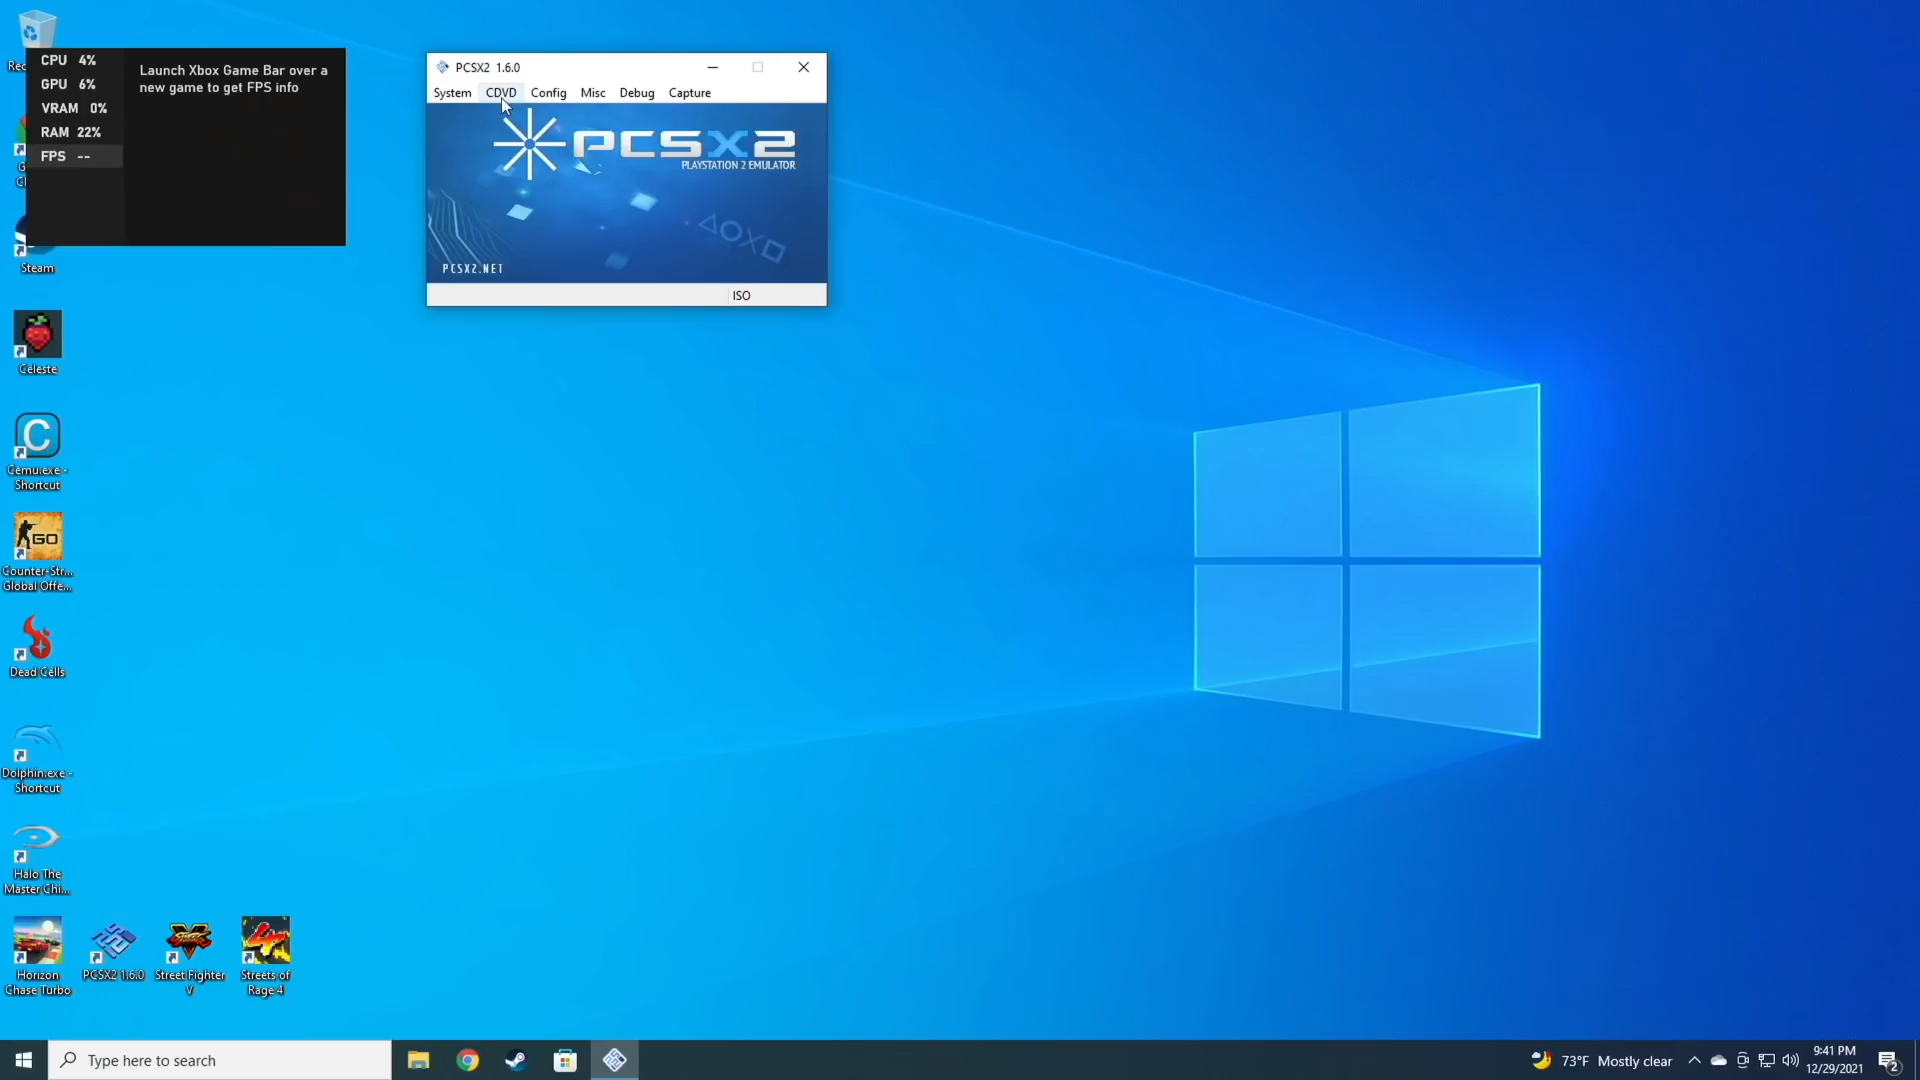 CPU 4%
GPU 6%
VRAM 0%
RAM 22%
FPS --
Launch Xbox Game Bar over a
new game to get FPS info
PCSX2 1.6.0
System CDVD Config Misc Debug Capture
PCSX2
PLAYSTATION 2 EMULATOR
PCSX2.NET
ISO
Steam
Celeste
Cemu.exe -
Shortcut
GO
Counter-Str...
Global Offe...
Dead Cells
Dolphin.exe -
Shortcut
Halo The
Master Chi...
Horizon
Chase Turbo
PCSX2 1.6.0
Street Fighter
V
Streets of
Rage 4
Type here to search
73°F Mostly clear
9:41 PM
12/29/2021
2